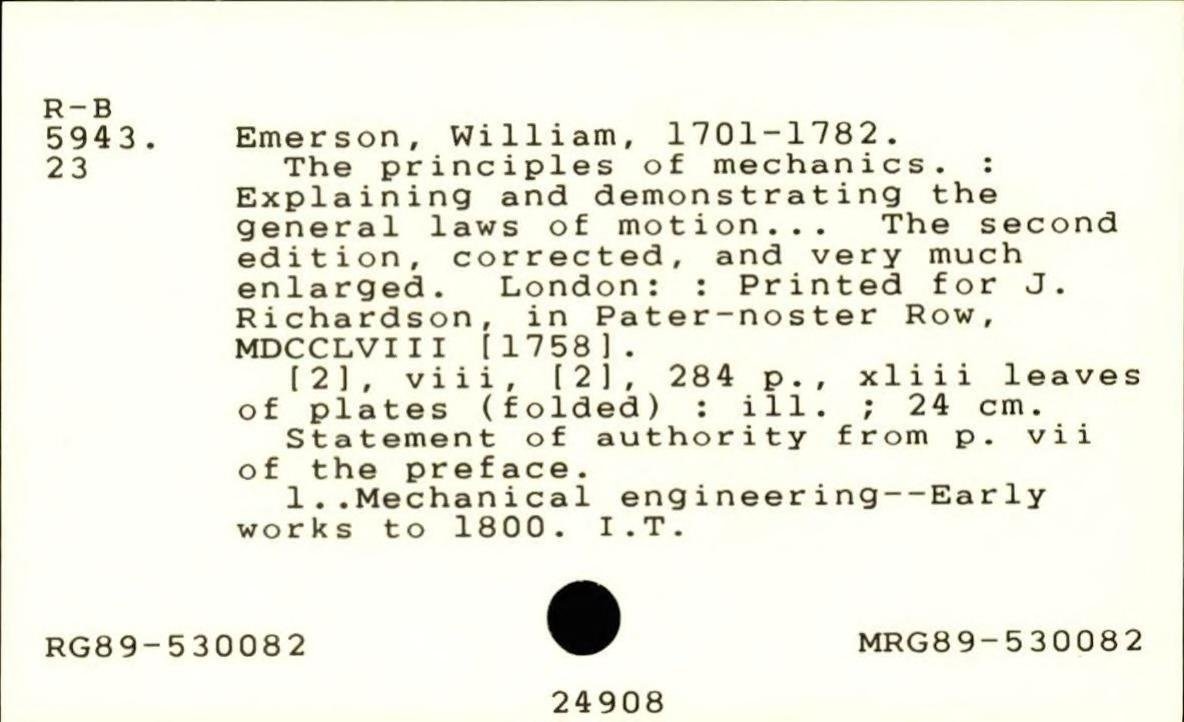 R-B
5943. Emerson, William, 1701-1782.
23 The principles of mechanics. :
Explaining and demonstrating the
general laws of motion... The second
edition, corrected, and very much
enlarged. London: : Printed for J.
Richardson, in Pater-noster Row,
MDCCLVIII [1758].
[2], viii, [2], 284 p., xliii leaves
of plates (folded) : ill. ; 24 cm.
Statement of authority from p. vii
of the preface.
1..Mechanical engineering--Early
works to 1800. I.T.
RG89-530082 MRG89-530082
24908